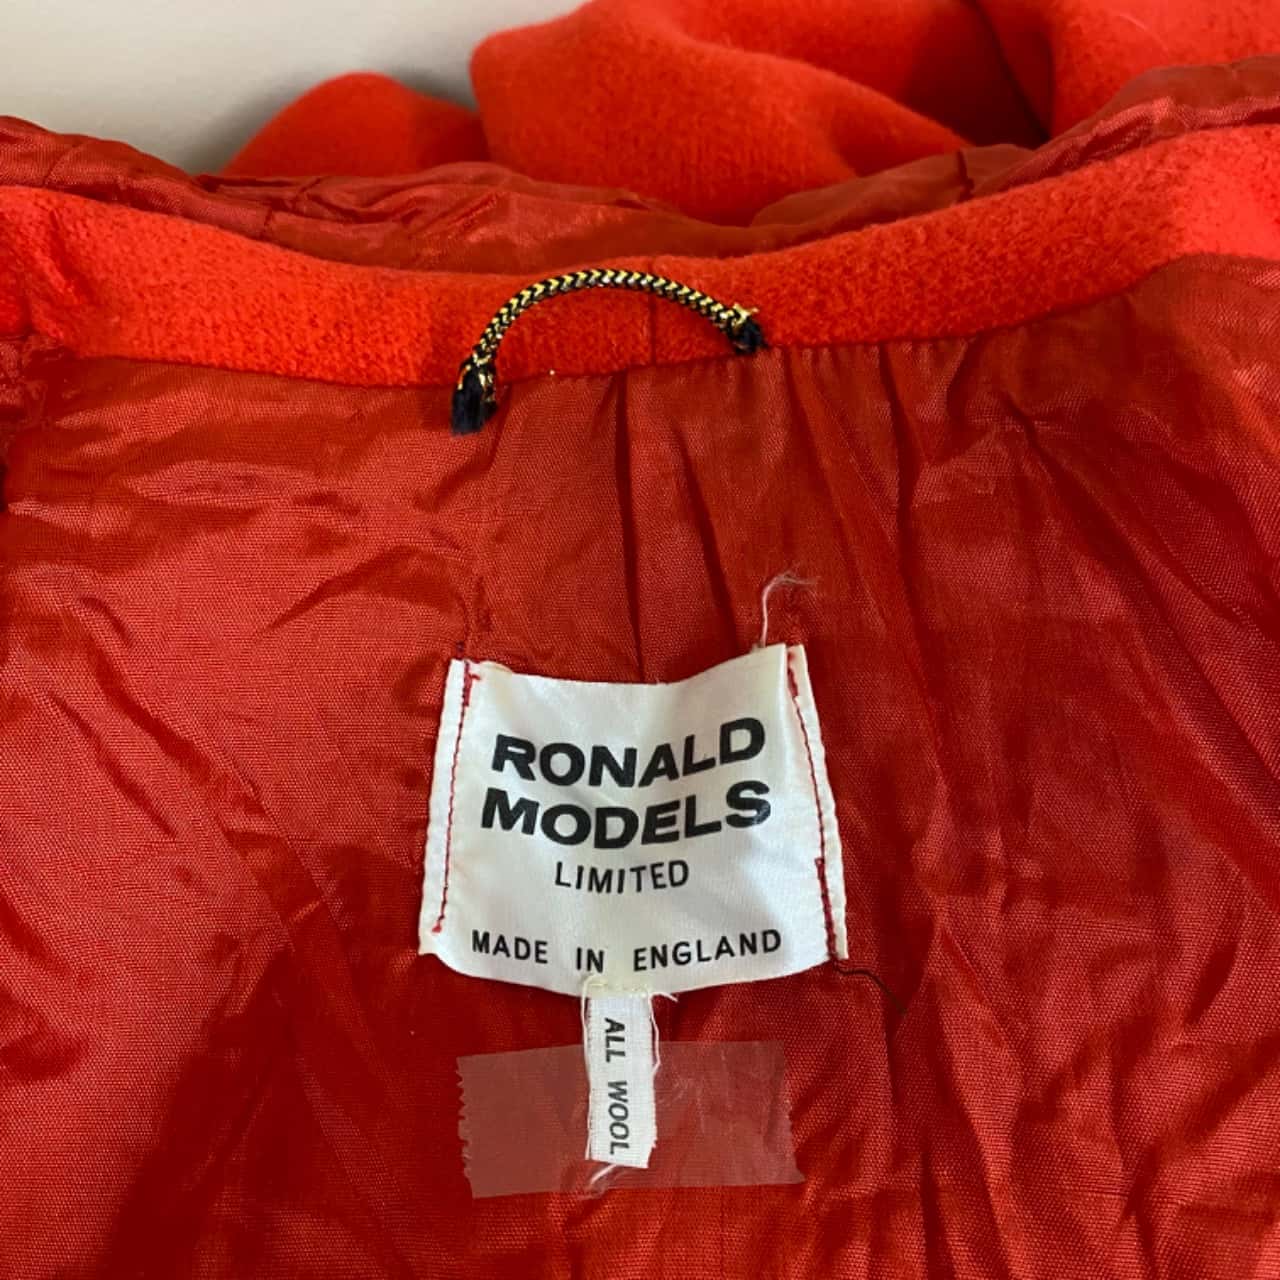 RONALD
MODELS
LIMITED
MADE IN ENGLAND
ALL WOOL